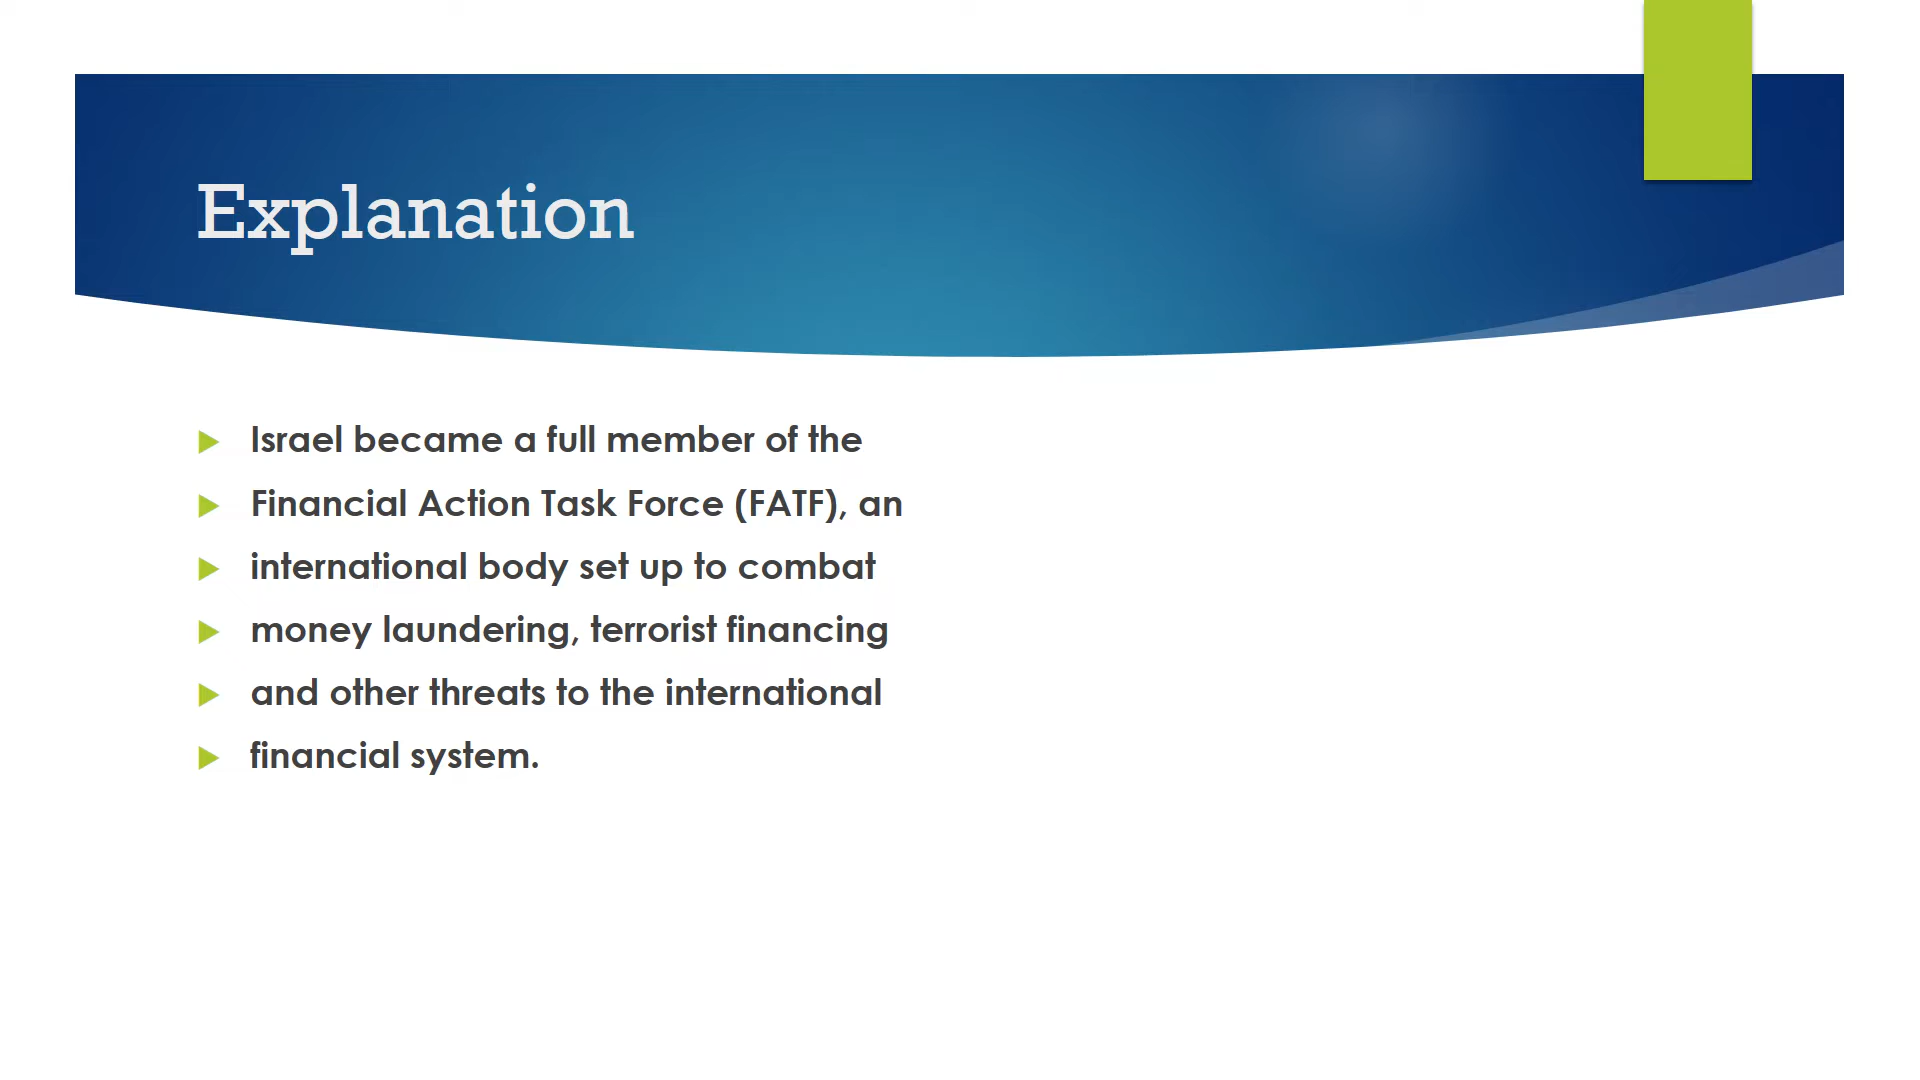 Explanation
Israel became a full member of the
Financial Action Task Force (FATF), an
international body set up to combat
money laundering, terrorist financing
and other threats to the international
financial system.